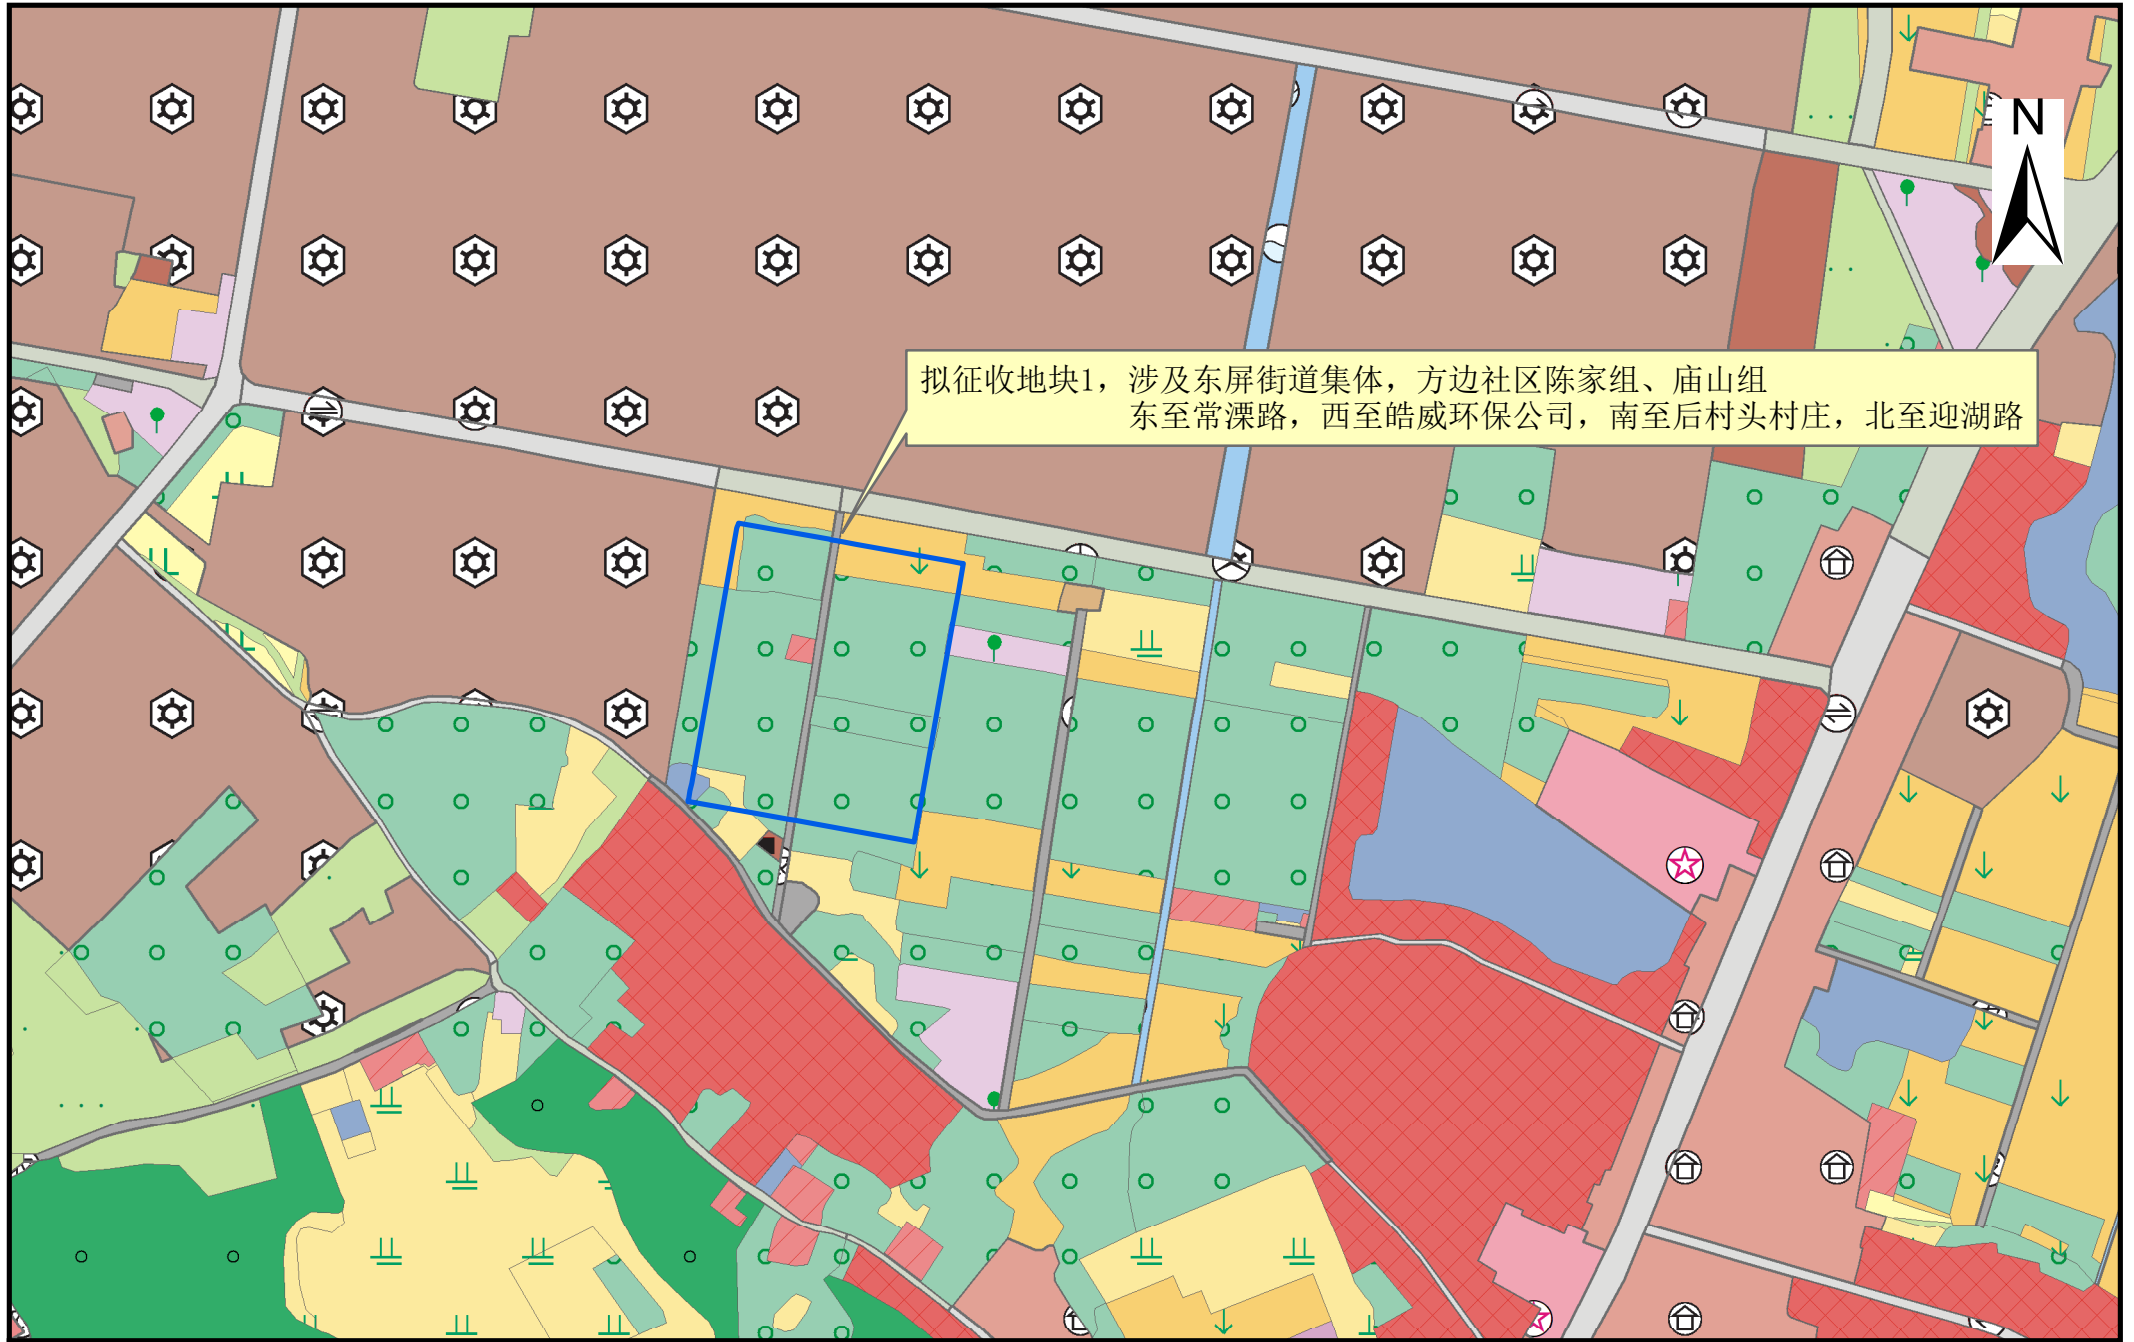 N
拟征收地块1，涉及东屏街道集体，方边社区陈家组、庙山组
东至常溧路，西至皓威环保公司，南至后村头村庄，北至迎湖路